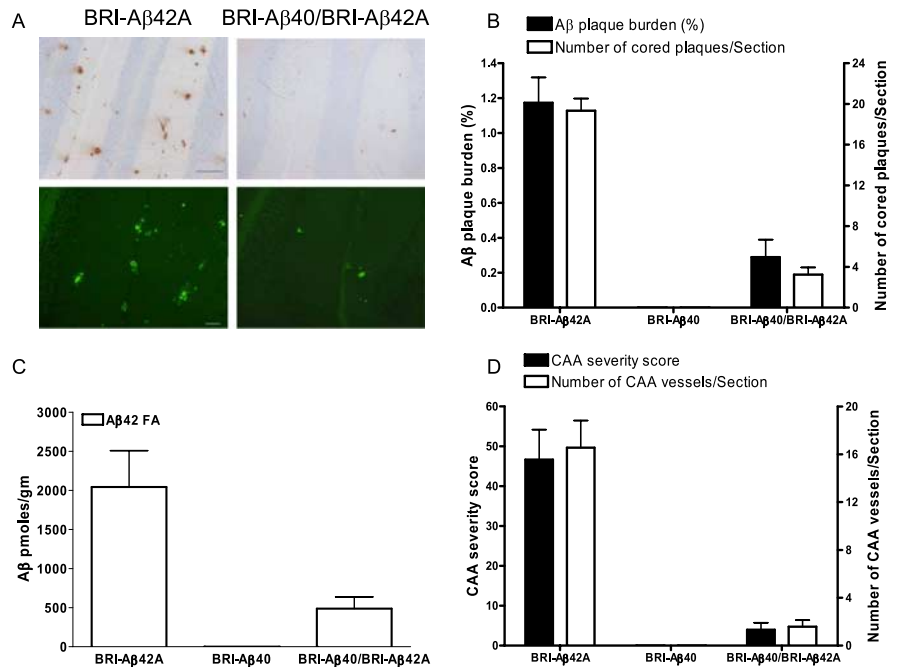 A
BRI-Aβ42A
BRI-Aβ40/BRI-Aβ42A
B
Aβ plaque burden (%)
Number of cored plaques/Section
Aβ plaque burden (%)
1.4
1.2
1.0
0.8
0.6
0.4
0.2
0.0
24
20
16
12
8
4
0
Number of cored plaques/Section
BRI-Aβ42A
BRI-Aβ40
BRI-Aβ40/BRI-Aβ42A
C
Aβ42 FA
Aβ pmoles/gm
3000
2500
2000
1500
1000
500
0
BRI-Aβ42A
BRI-Aβ40
BRI-Aβ40/BRI-Aβ42A
D
CAA severity score
Number of CAA vessels/Section
CAA severity score
60
50
40
30
20
10
0
20
16
12
8
4
0
Number of CAA vessels/Section
BRI-Aβ42A
BRI-Aβ40
BRI-Aβ40/BRI-Aβ42A